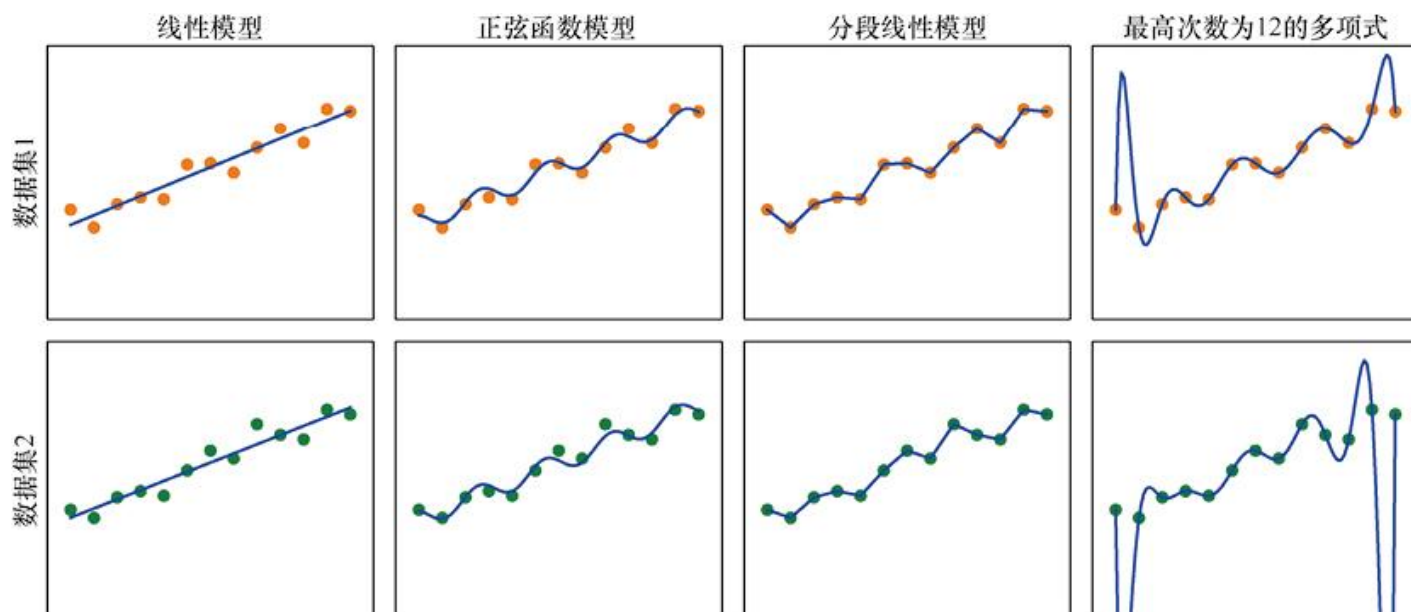 线性模型
正弦函数模型
分段线性模型
最高次数为12的多项式
数据集1
数据集2